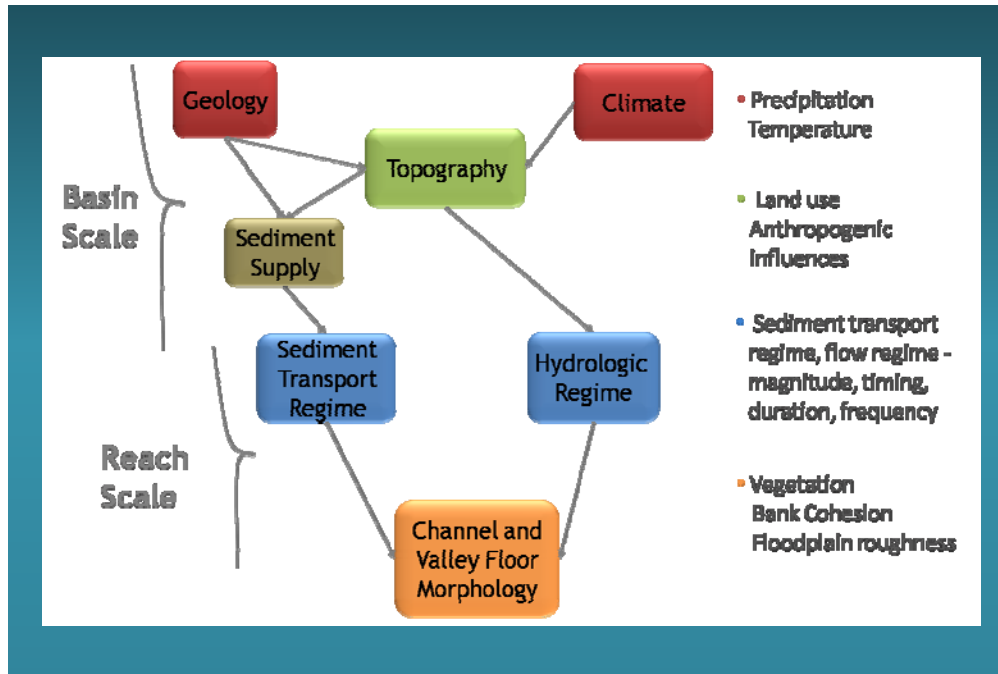 Geology
Climate
Topography
Basin
Scale
Sediment
Supply
Sediment
Transport
Regime
Hydrologic
Regime
Reach
Scale
Channel and
Valley Floor
Morphology
• Precipitation
Temperature
• Land use
Anthropogenic
influences
• Sediment transport
regime, flow regime -
magnitude, timing,
duration, frequency
• Vegetation
Bank Cohesion
Floodplain roughness